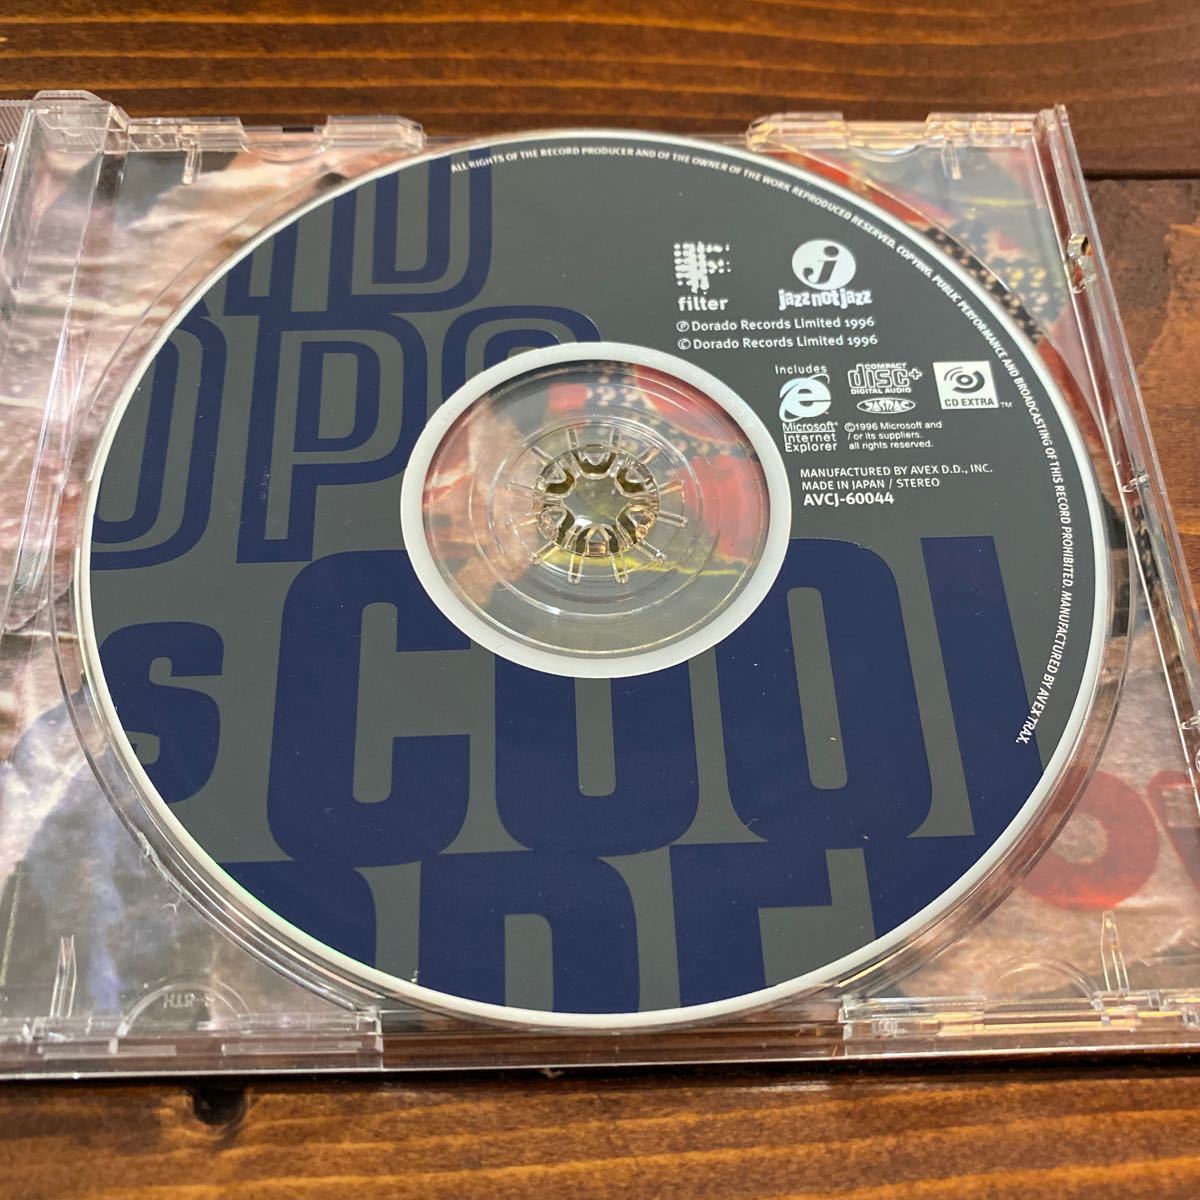 ALL RIGHTS OF THE RECORD PRODUCER AND OF THE OWNER OF THE WORK REPRODUCED RESERVED. COPYING, PUBLIC PERFORMANCE AND BROADCASTING OF THIS RECORD PROHIBITED. MANUFACTURED BY AVEX TRAX.
F
filter
j
jazznotjazz
℗ Dorado Records Limited 1996
© Dorado Records Limited 1996
Includes
e
Microsoft®
Internet
Explorer
©1996 Microsoft and
/ or its suppliers.
all rights reserved.
COMPACT
disc+
DIGITAL AUDIO
JASRAC
CD EXTRA ™
MANUFACTURED BY AVEX D.D., INC.
MADE IN JAPAN / STEREO
AVCJ-60044
OPS
s COOL